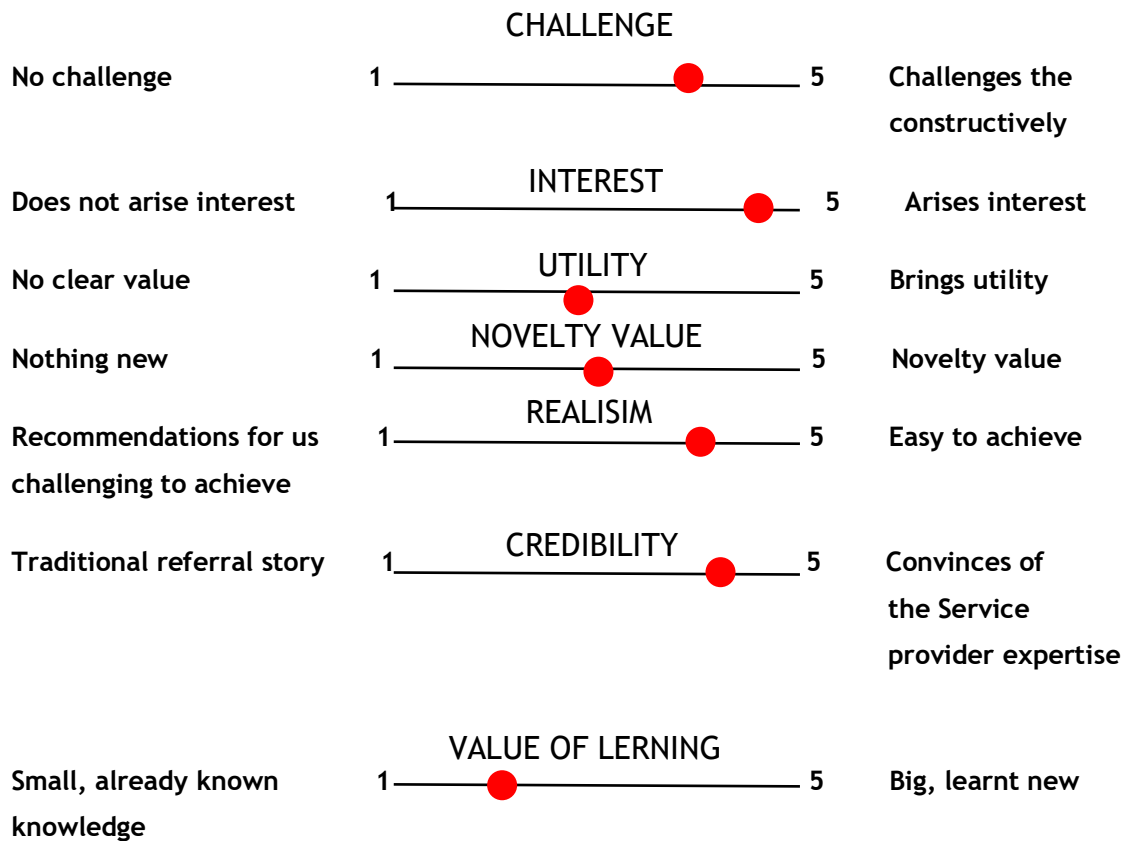 CHALLENGE
No challenge 1 5 Challenges the
constructively
INTEREST
Does not arise interest 1 5 Arises interest
UTILITY
No clear value 1 5 Brings utility
NOVELTY VALUE
Nothing new 1 5 Novelty value
REALISIM
Recommendations for us 1 5 Easy to achieve
challenging to achieve
CREDIBILITY
Traditional referral story 1 5 Convinces of
the Service
provider expertise
VALUE OF LERNING
Small, already known 1 5 Big, learnt new
knowledge